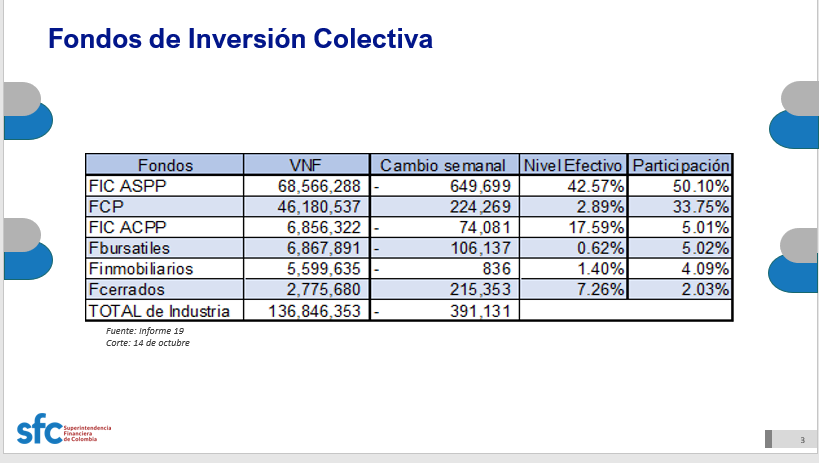 Fondos de Inversión Colectiva
Fondos VNF Cambio semanal Nivel Efectivo Participación
FIC ASPP 68,566,288 - 649,699 42.57% 50.10%
FCP 46,180,537 224,269 2.89% 33.75%
FIC ACPP 6,856,322 - 74,081 17.59% 5.01%
Fbursatiles 6,867,891 - 106,137 0.62% 5.02%
Finmobiliarios 5,599,635 - 836 1.40% 4.09%
Fcerrados 2,775,680 215,353 7.26% 2.03%
TOTAL de Industria 136,846,353 - 391,131
Fuente: Informe 19
Corte: 14 de octubre
sfc Superintendencia
Financiera
de Colombia
3